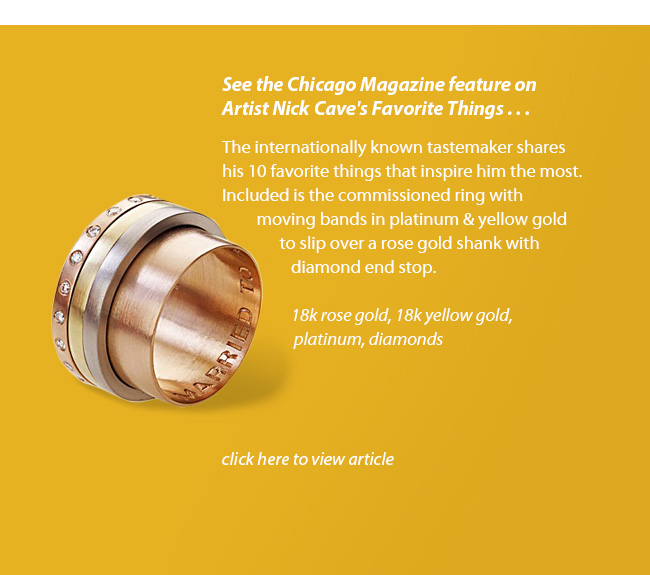 See the Chicago Magazine feature on
Artist Nick Cave's Favorite Things . . .
The internationally known tastemaker shares
his 10 favorite things that inspire him the most.
Included is the commissioned ring with
moving bands in platinum & yellow gold
to slip over a rose gold shank with
diamond end stop.
18k rose gold, 18k yellow gold,
platinum, diamonds
MARRIED TO
click here to view article